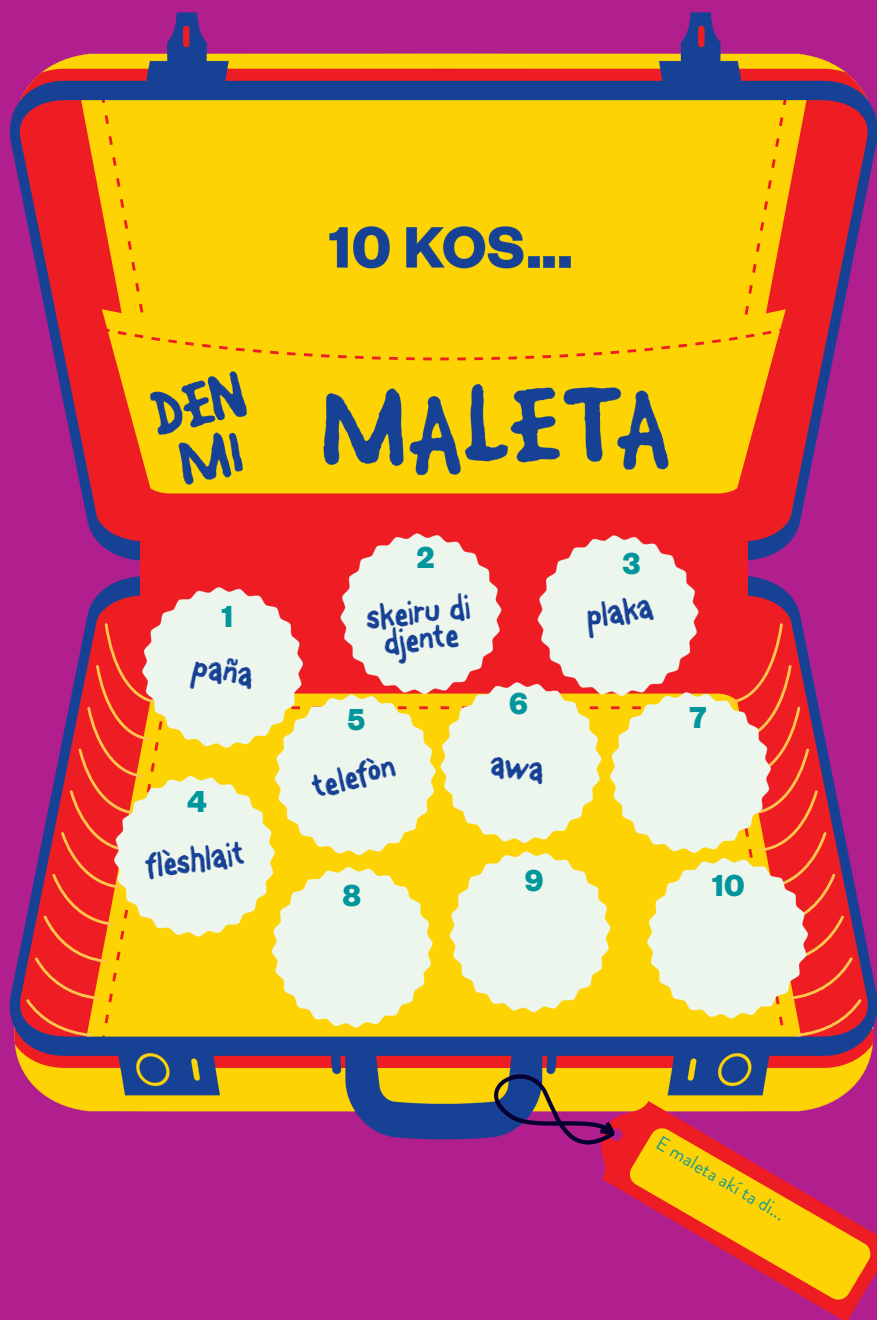 10 KOS...
DEN
MI
MALETA
1
paña
2
skeiru di
djente
3
plaka
4
flèshlait
5
telefòn
6
awa
7
8
9
10
E maleta akí ta di...